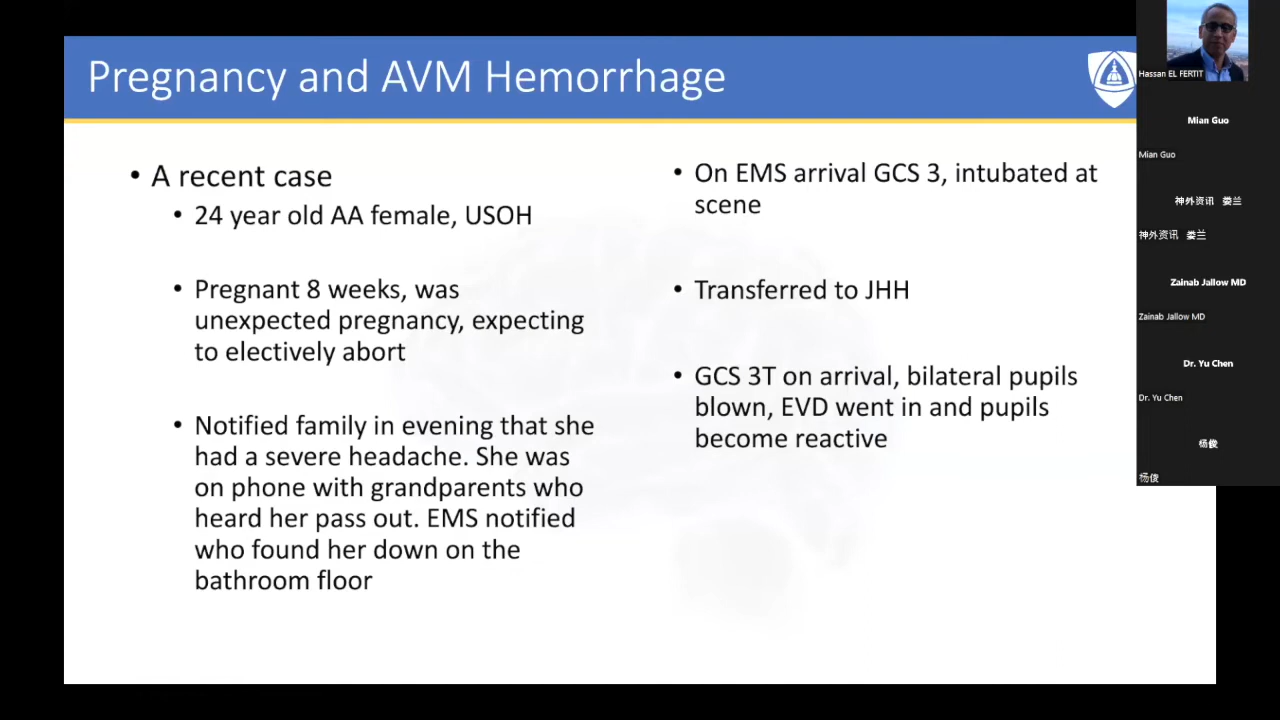 Pregnancy and AVM Hemorrhage
• A recent case
• 24 year old AA female, USOH
• Pregnant 8 weeks, was
unexpected pregnancy, expecting
to electively abort
• Notified family in evening that she
had a severe headache. She was
on phone with grandparents who
heard her pass out. EMS notified
who found her down on the
bathroom floor
• On EMS arrival GCS 3, intubated at
scene
• Transferred to JHH
• GCS 3T on arrival, bilateral pupils
blown, EVD went in and pupils
become reactive
Hassan EL FERTIT
Mian Guo
Mian Guo
神外资讯 娄兰
神外资讯 娄兰
Zainab Jallow MD
Zainab Jallow MD
Dr. Yu Chen
Dr. Yu Chen
杨俊
杨俊